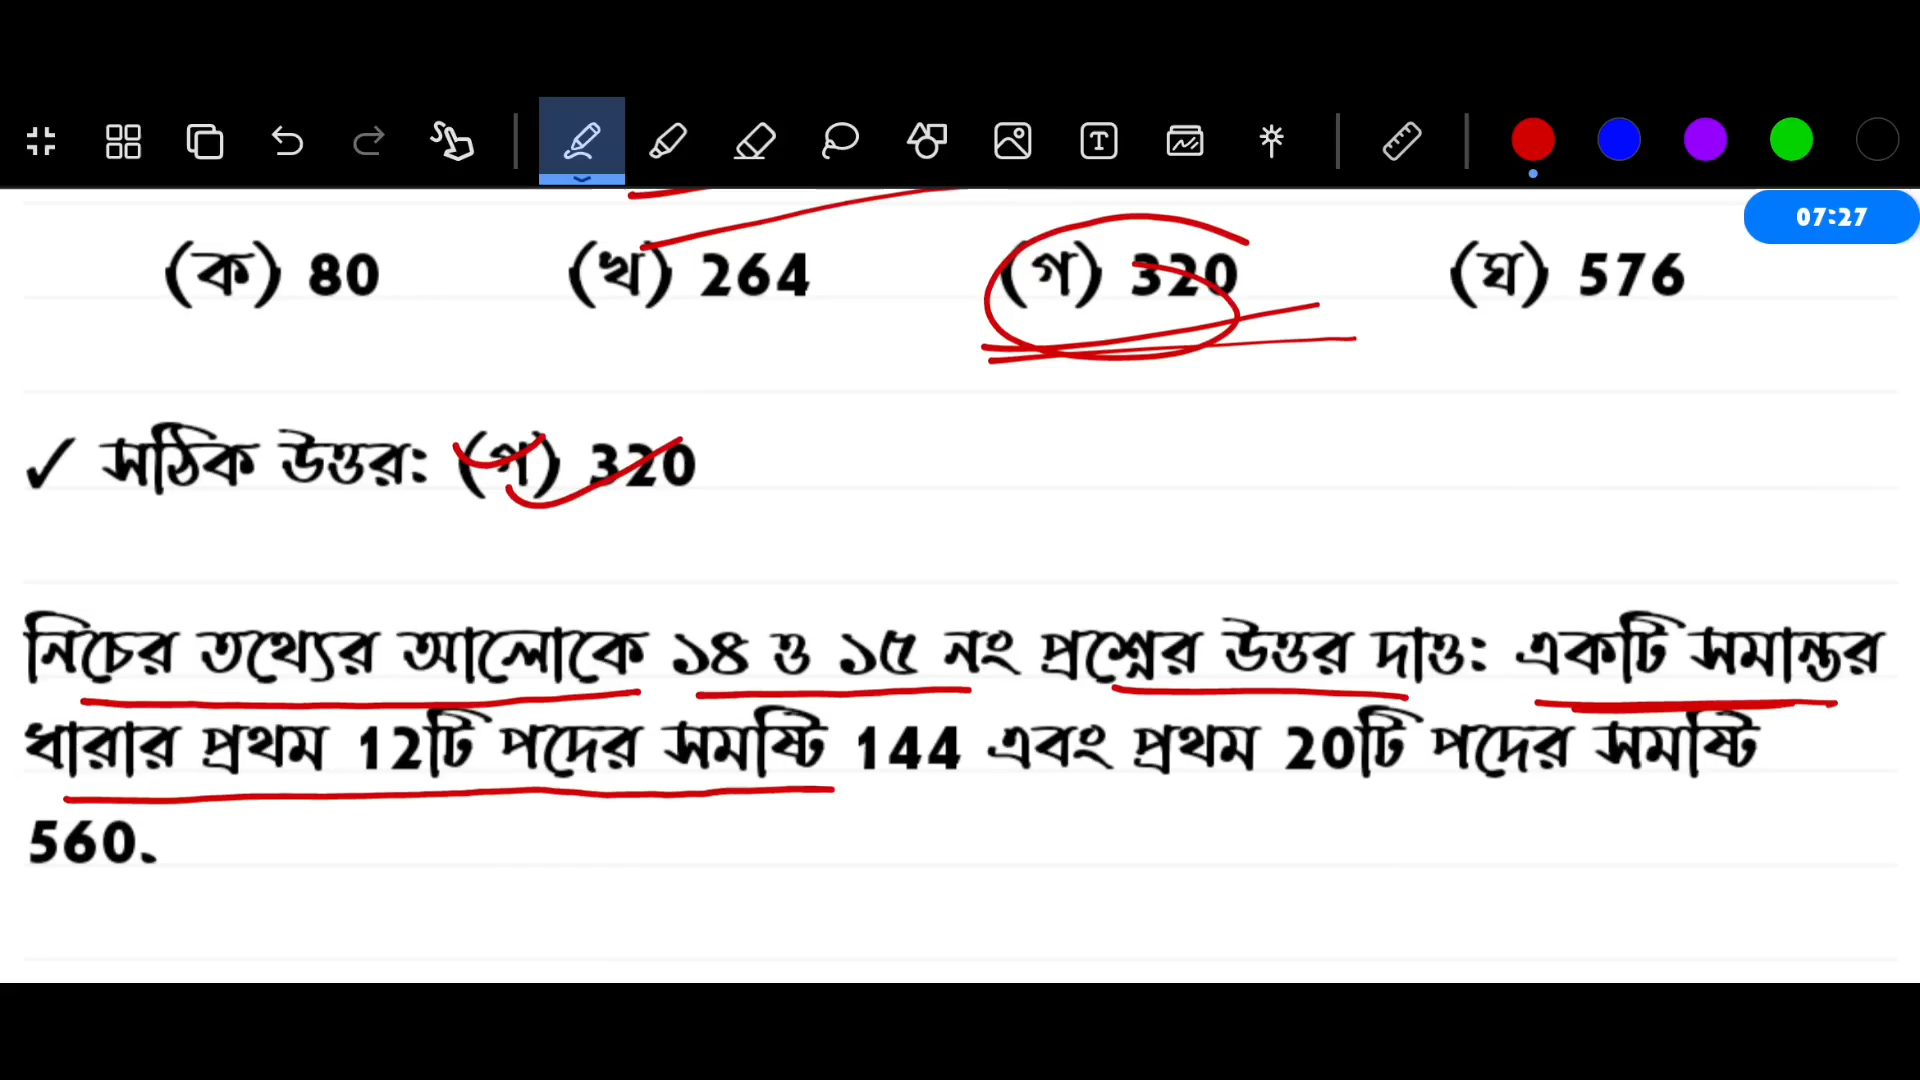 07:27
(ক) 80 (খ) 264 (গ) 320 (ঘ) 576
✓ সঠিক উত্তর: (গ) 320
নিচের তথ্যের আলোকে ১৪ ও ১৫ নং প্রশ্নের উত্তর দাও: একটি সমান্তর
ধারার প্রথম 12টি পদের সমষ্টি 144 এবং প্রথম 20টি পদের সমষ্টি
560.